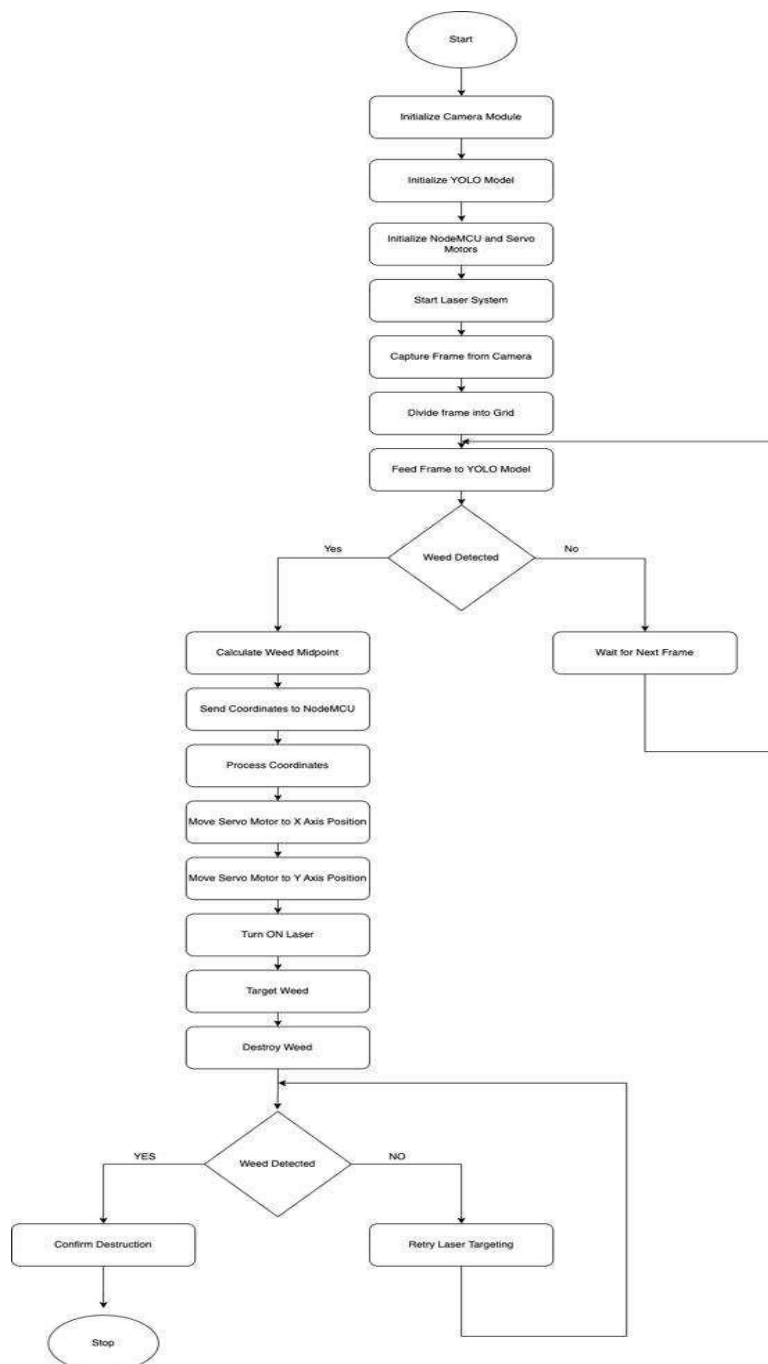 Start
Initialize Camera Module
Initialize YOLO Model
Initialize NodeMCU and Servo
Motors
Start Laser System
Capture Frame from Camera
Divide frame into Grid
Feed Frame to YOLO Model
Weed Detected
Yes
No
Calculate Weed Midpoint
Wait for Next Frame
Send Coordinates to NodeMCU
Process Coordinates
Move Servo Motor to X Axis Position
Move Servo Motor to Y Axis Position
Turn ON Laser
Target Weed
Destroy Weed
Weed Detected
YES
NO
Confirm Destruction
Retry Laser Targeting
Stop